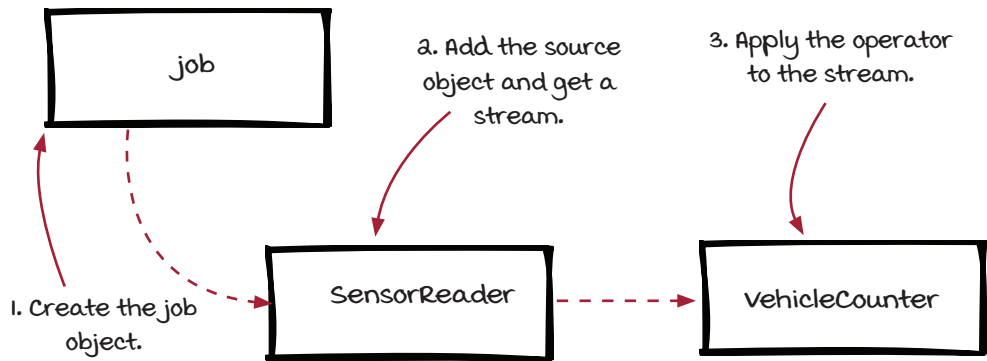 job
2. Add the source
object and get a
stream.
3. Apply the operator
to the stream.
1. Create the job
object.
SensorReader
VehicleCounter